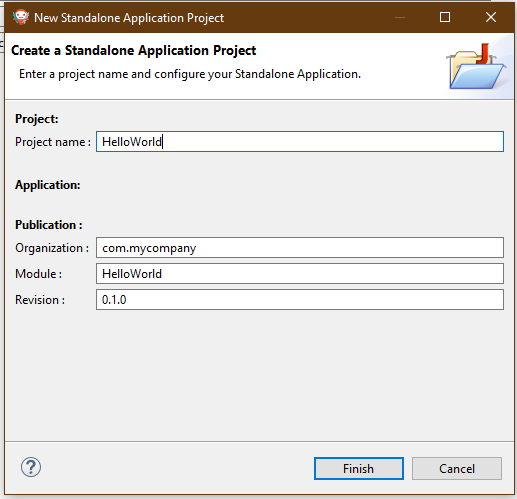 New Standalone Application Project
Create a Standalone Application Project
Enter a project name and configure your Standalone Application.
Project:
Project name : HelloWorld
Application:
Publication :
Organization : com.mycompany
Module : HelloWorld
Revision : 0.1.0
? Finish Cancel